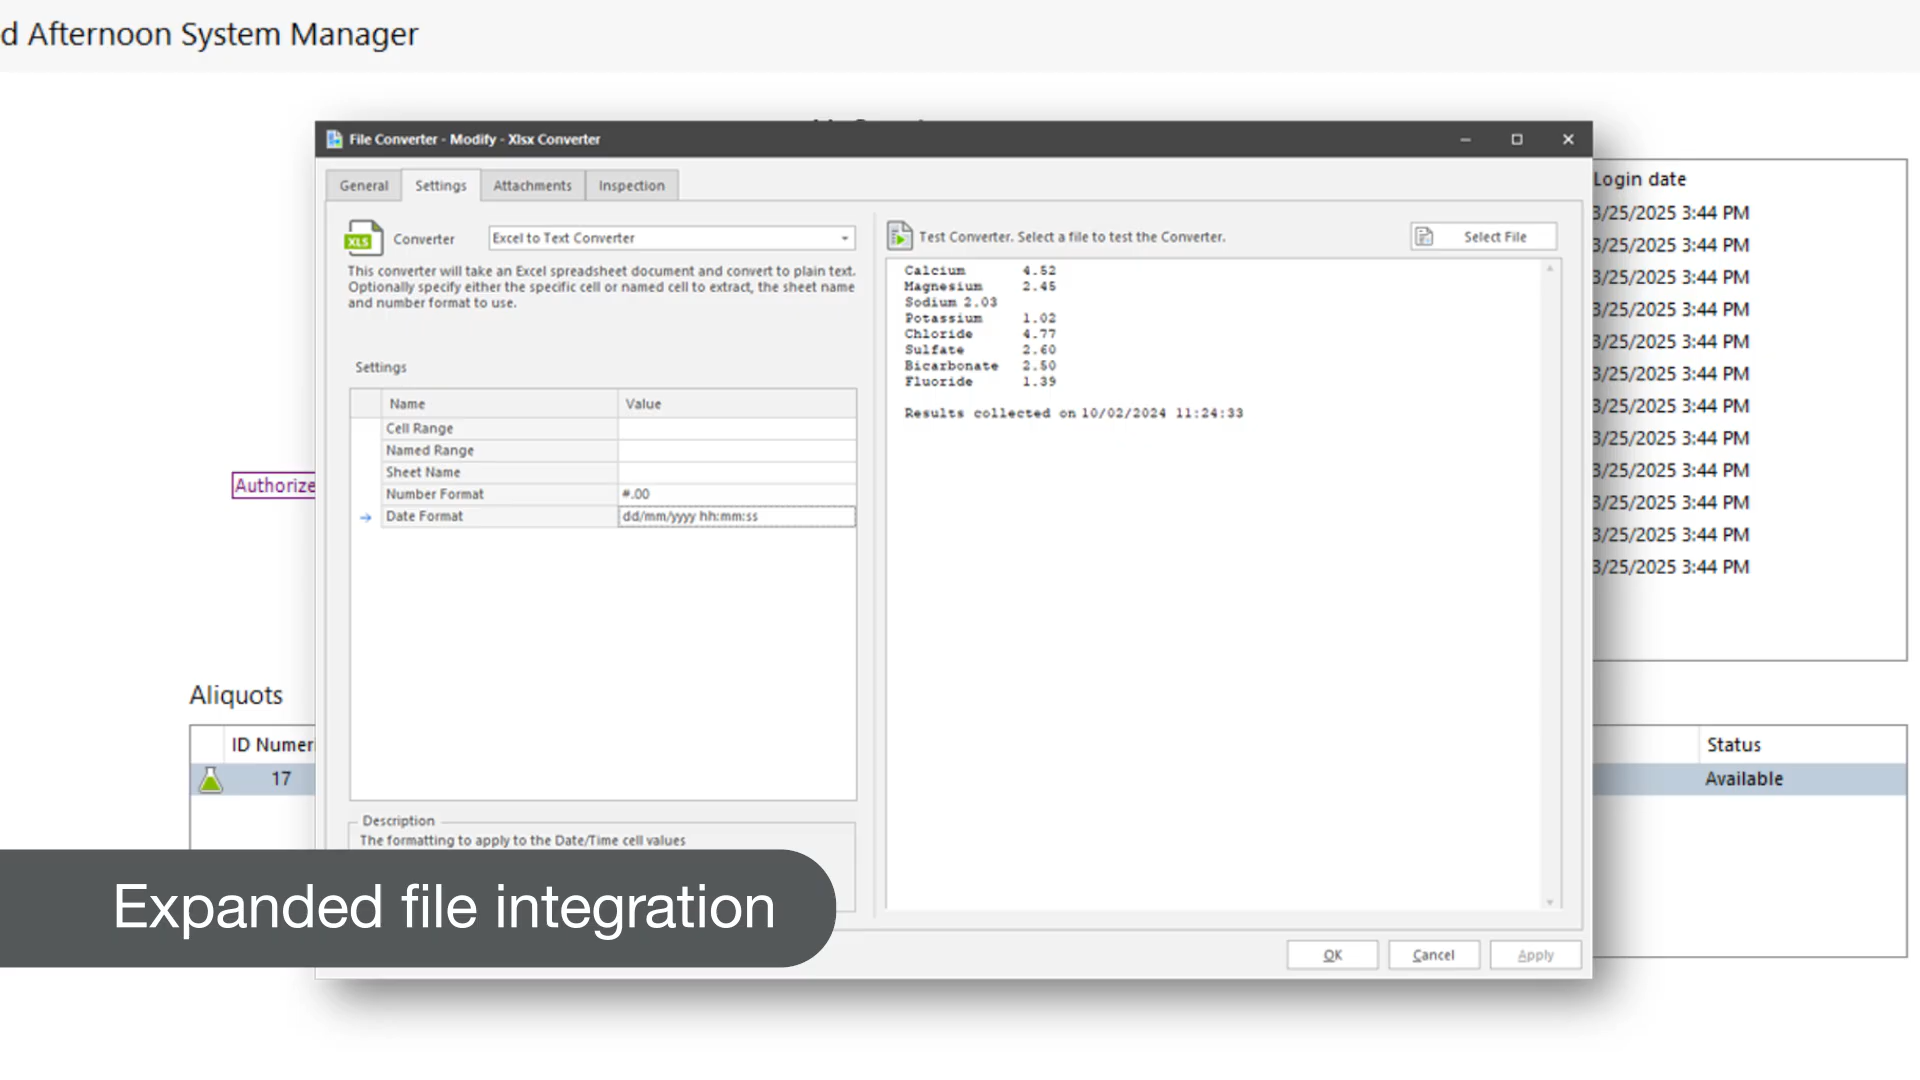 d Afternoon System Manager
File Converter - Modify - Xlsx Converter
General Settings Attachments Inspection
XLS Converter Excel to Text Converter
This converter will take an Excel spreadsheet document and convert to plain text.
Optionally specify either the specific cell or named cell to extract, the sheet name
and number format to use.
Settings
Name Value
Cell Range
Named Range
Sheet Name
Number Format #.00
Date Format dd/mm/yyyy hh:mm:ss
Description
The formatting to apply to the Date/Time cell values
Test Converter. Select a file to test the Converter. Select File
Calcium 4.52
Magnesium 2.45
Sodium 2.03
Potassium 1.02
Chloride 4.77
Sulfate 2.60
Bicarbonate 2.50
Fluoride 1.39
Results collected on 10/02/2024 11:24:33
OK Cancel Apply
Login date
3/25/2025 3:44 PM
3/25/2025 3:44 PM
3/25/2025 3:44 PM
3/25/2025 3:44 PM
3/25/2025 3:44 PM
3/25/2025 3:44 PM
3/25/2025 3:44 PM
3/25/2025 3:44 PM
3/25/2025 3:44 PM
3/25/2025 3:44 PM
3/25/2025 3:44 PM
3/25/2025 3:44 PM
Authorize
Aliquots
ID Numeri Status
17 Available
Expanded file integration